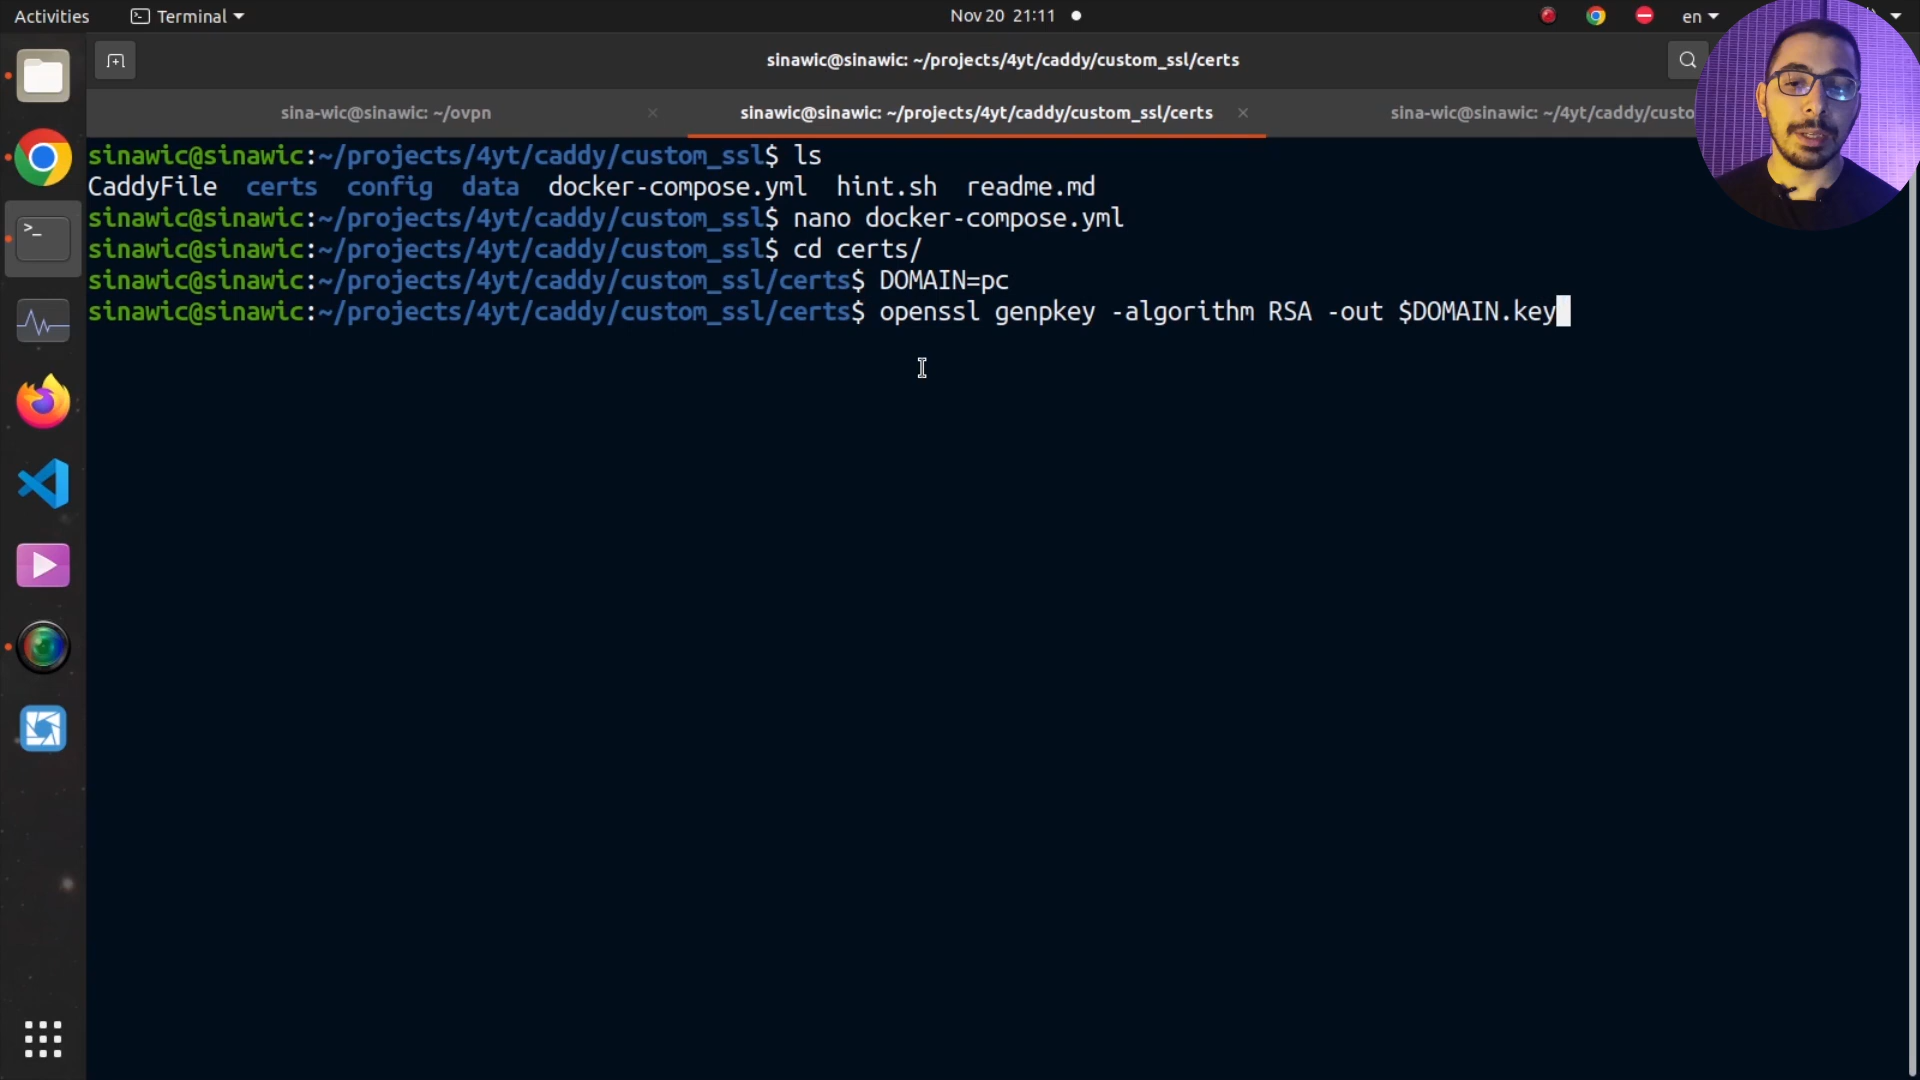 Activities Terminal Nov 20 21:11 en
sinawic@sinawic: ~/projects/4yt/caddy/custom_ssl/certs
sina-wic@sinawic: ~/ovpn sinawic@sinawic: ~/projects/4yt/caddy/custom_ssl/certs sina-wic@sinawic: ~/4yt/caddy/custo
sinawic@sinawic:~/projects/4yt/caddy/custom_ssl$ ls
CaddyFile certs config data docker-compose.yml hint.sh readme.md
sinawic@sinawic:~/projects/4yt/caddy/custom_ssl$ nano docker-compose.yml
sinawic@sinawic:~/projects/4yt/caddy/custom_ssl$ cd certs/
sinawic@sinawic:~/projects/4yt/caddy/custom_ssl/certs$ DOMAIN=pc
sinawic@sinawic:~/projects/4yt/caddy/custom_ssl/certs$ openssl genpkey -algorithm RSA -out $DOMAIN.key